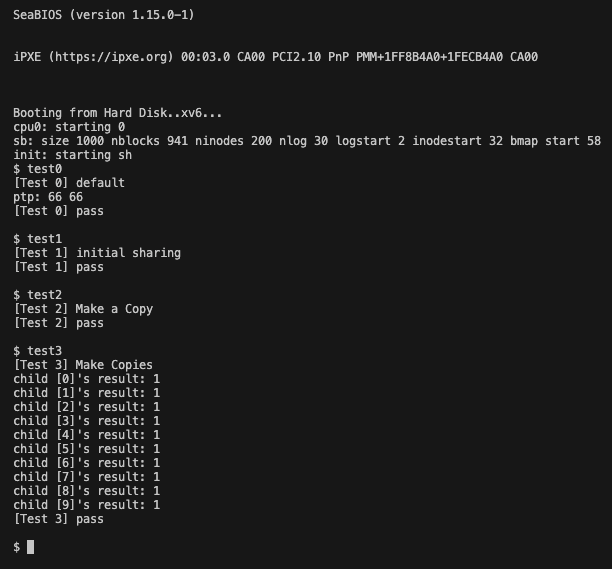 SeaBIOS (version 1.15.0-1)
iPXE (https://ipxe.org) 00:03.0 CA00 PCI2.10 PnP PMM+1FF8B4A0+1FECB4A0 CA00
Booting from Hard Disk..xv6...
cpu0: starting 0
sb: size 1000 nblocks 941 ninodes 200 nlog 30 logstart 2 inodestart 32 bmap start 58
init: starting sh
$ test0
[Test 0] default
ptp: 66 66
[Test 0] pass
$ test1
[Test 1] initial sharing
[Test 1] pass
$ test2
[Test 2] Make a Copy
[Test 2] pass
$ test3
[Test 3] Make Copies
child [0]'s result: 1
child [1]'s result: 1
child [2]'s result: 1
child [3]'s result: 1
child [4]'s result: 1
child [5]'s result: 1
child [6]'s result: 1
child [7]'s result: 1
child [8]'s result: 1
child [9]'s result: 1
[Test 3] pass
$